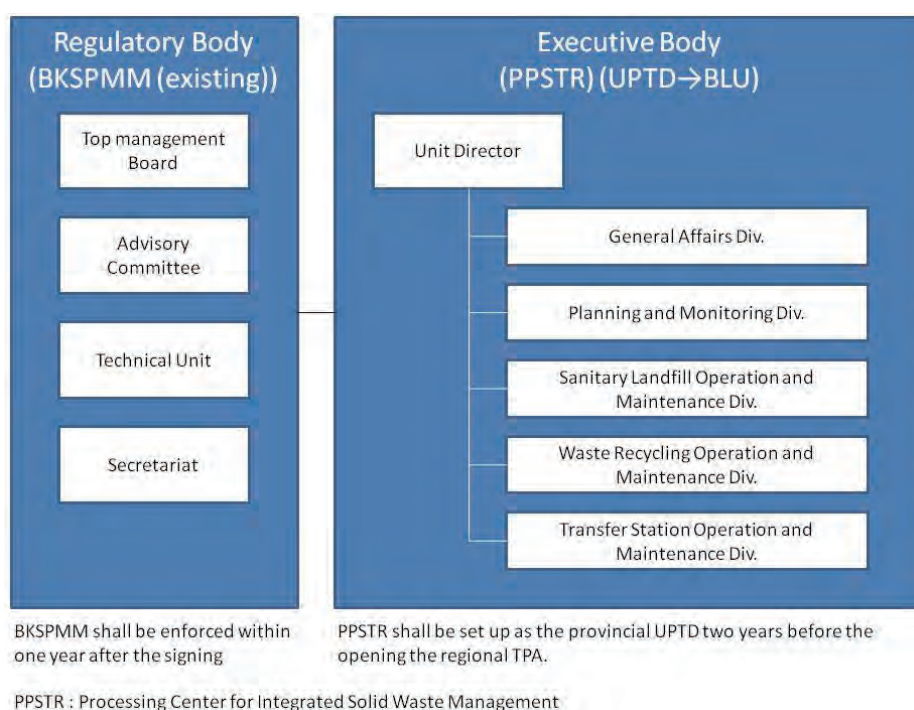 Regulatory Body
(BKSPMM (existing))
Top management
Board
Advisory
Committee
Technical Unit
Secretariat
Executive Body
(PPSTR) (UPTD→BLU)
Unit Director
General Affairs Div.
Planning and Monitoring Div.
Sanitary Landfill Operation and
Maintenance Div.
Waste Recycling Operation and
Maintenance Div.
Transfer Station Operation and
Maintenance Div.
BKSPMM shall be enforced within
one year after the signing
PPSTR shall be set up as the provincial UPTD two years before the
opening the regional TPA.
PPSTR : Processing Center for Integrated Solid Waste Management